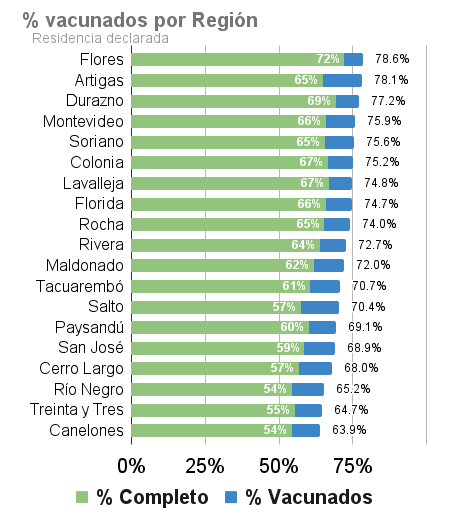 % vacunados por Región
Residencia declarada
Flores 72% 78.6%
Artigas 65% 78.1%
Durazno 69% 77.2%
Montevideo 66% 75.9%
Soriano 65% 75.6%
Colonia 67% 75.2%
Lavalleja 67% 74.8%
Florida 66% 74.7%
Rocha 65% 74.0%
Rivera 64% 72.7%
Maldonado 62% 72.0%
Tacuarembó 61% 70.7%
Salto 57% 70.4%
Paysandú 60% 69.1%
San José 59% 68.9%
Cerro Largo 57% 68.0%
Río Negro 54% 65.2%
Treinta y Tres 55% 64.7%
Canelones 54% 63.9%
0% 25% 50% 75%
% Completo % Vacunados